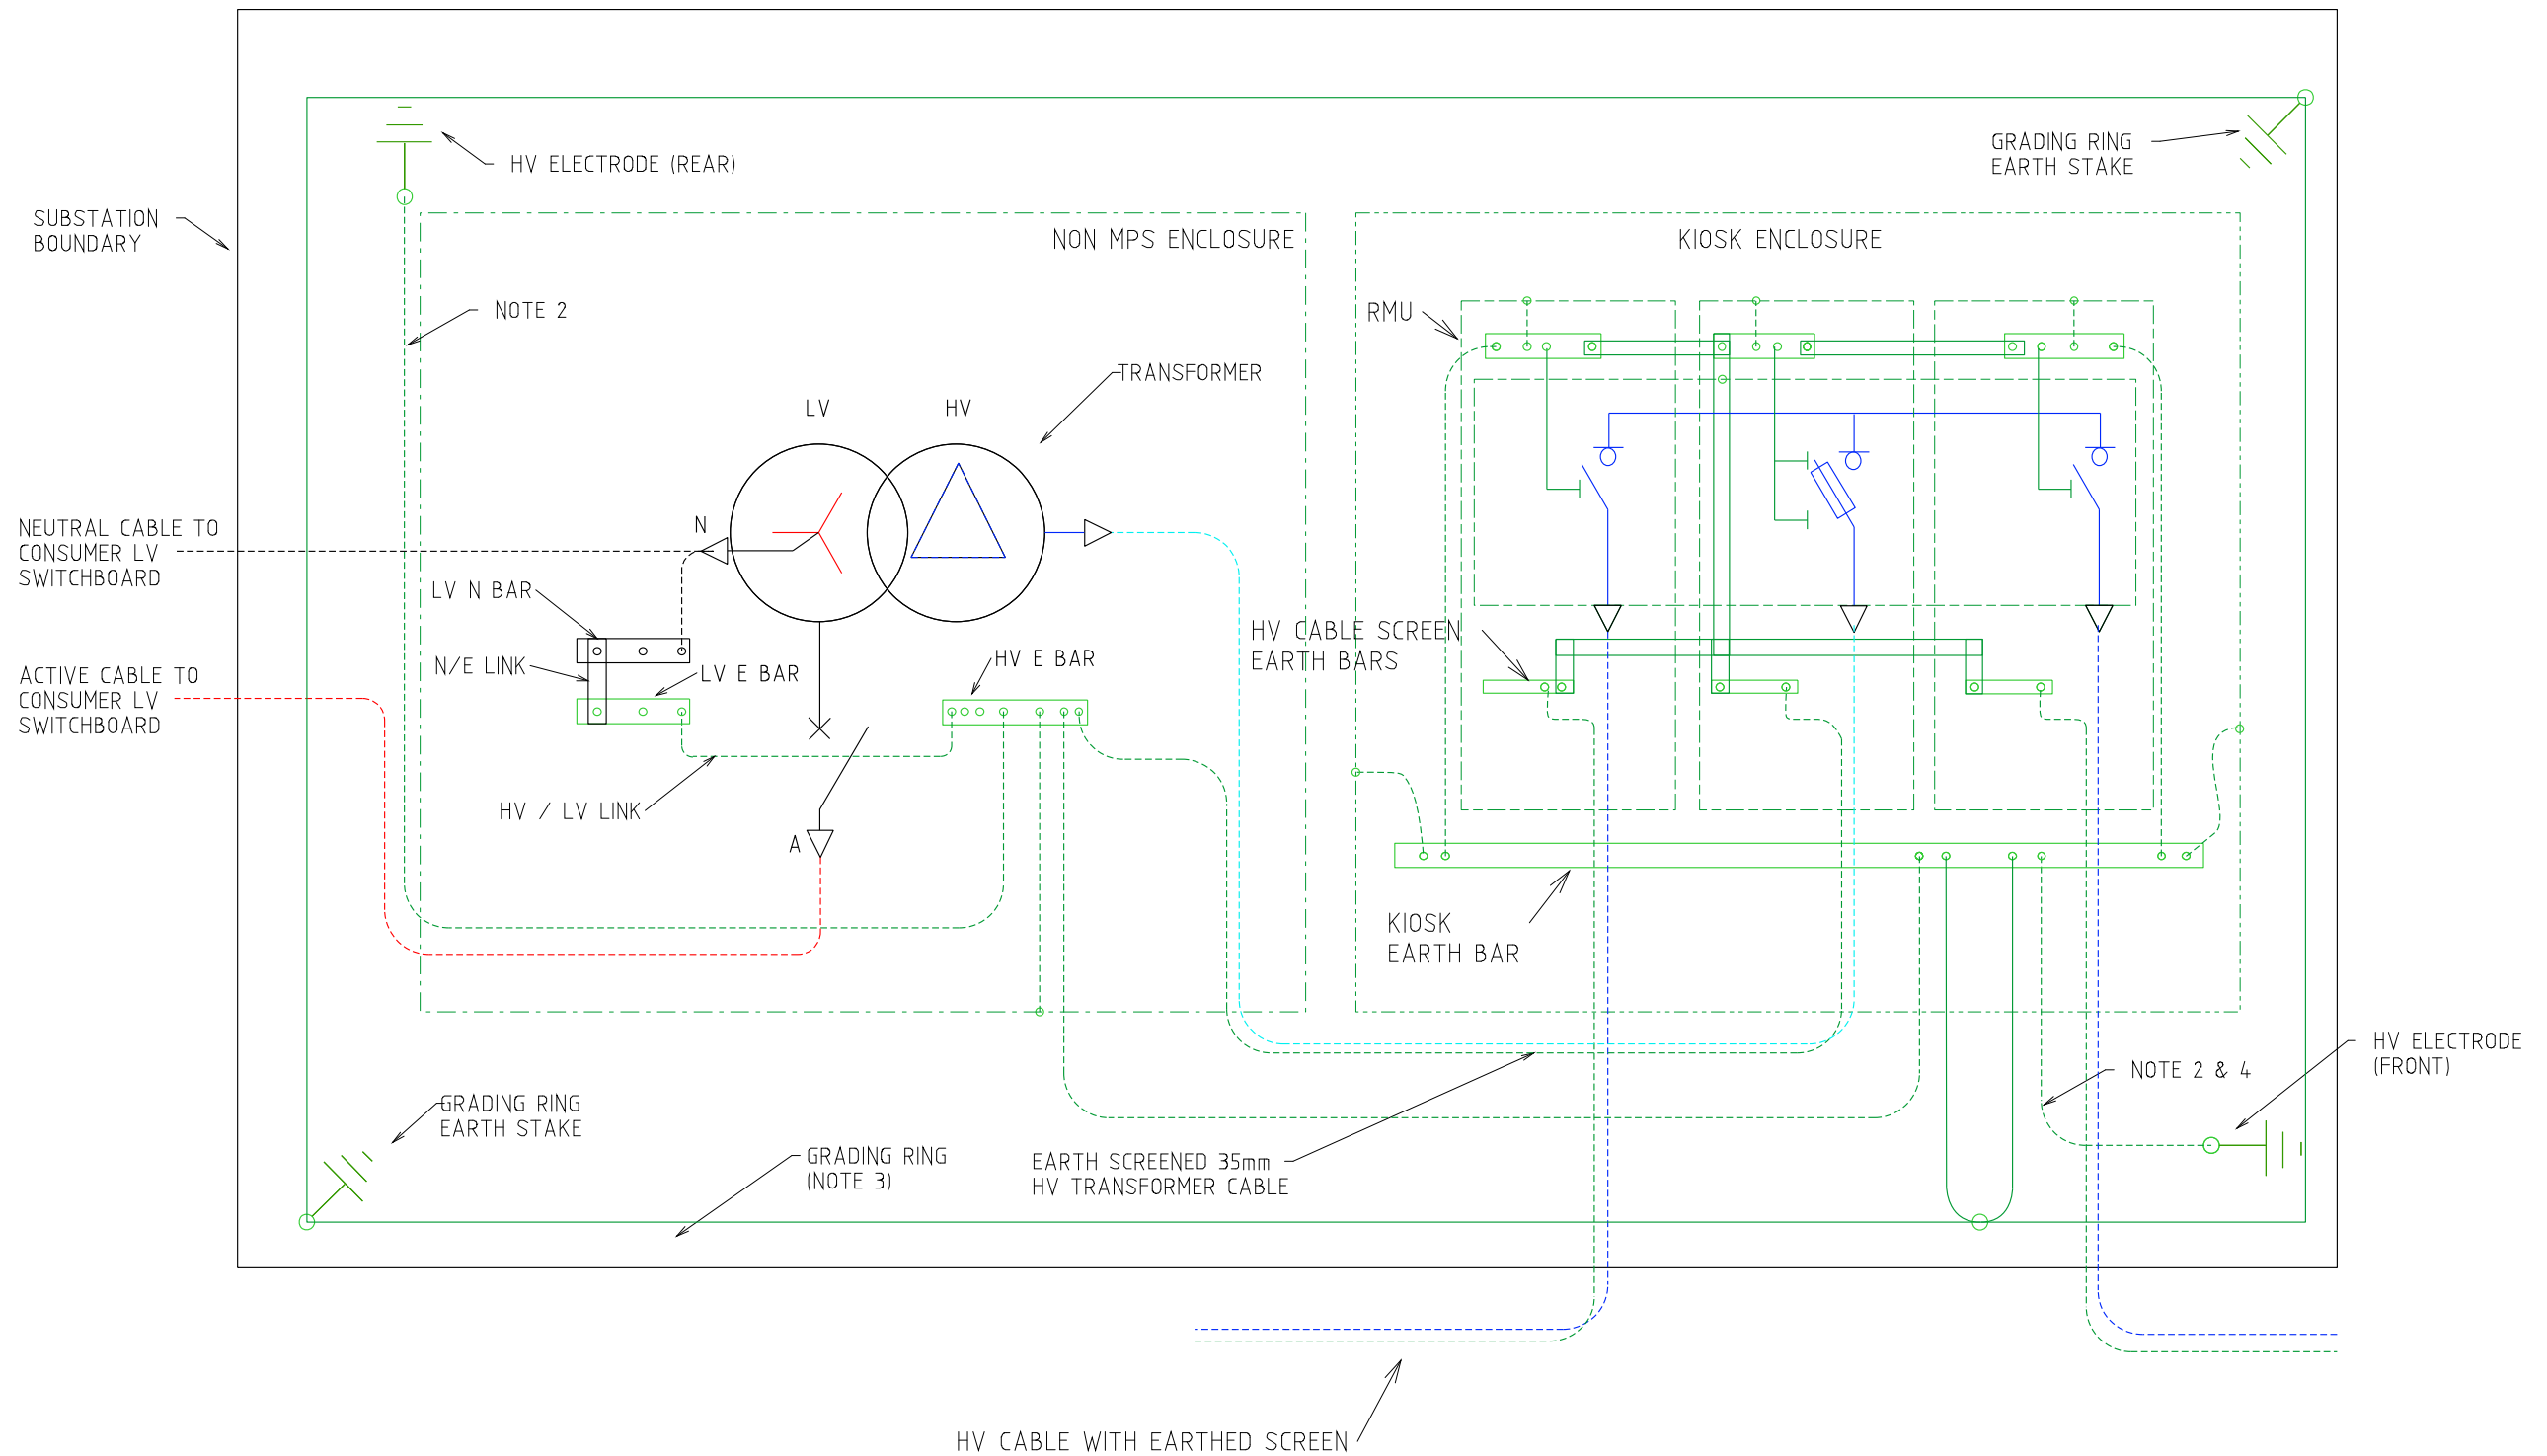 HV ELECTRODE (REAR)
GRADING RING
EARTH STAKE
SUBSTATION
BOUNDARY
NON MPS ENCLOSURE
KIOSK ENCLOSURE
NOTE 2
RMU
TRANSFORMER
LV
HV
N
NEUTRAL CABLE TO
CONSUMER LV
SWITCHBOARD
LV N BAR
HV CABLE SCREEN
EARTH BARS
N/E LINK
LV E BAR
HV E BAR
ACTIVE CABLE TO
CONSUMER LV
SWITCHBOARD
HV / LV LINK
A
KIOSK
EARTH BAR
HV ELECTRODE
(FRONT)
NOTE 2 & 4
GRADING RING
EARTH STAKE
GRADING RING
(NOTE 3)
EARTH SCREENED 35mm
HV TRANSFORMER CABLE
HV CABLE WITH EARTHED SCREEN